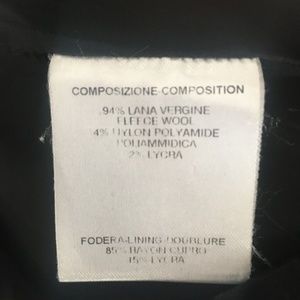 COMPOSIZIONE-COMPOSITION
94% LANA VERGINE
FLEECE WOOL
4% NYLON POLYAMIDE
POLIAMMIDICA
2% LYCRA
FODERA-LINING-DOUBLURE
85% RAYON CUPRO
15% LYCRA